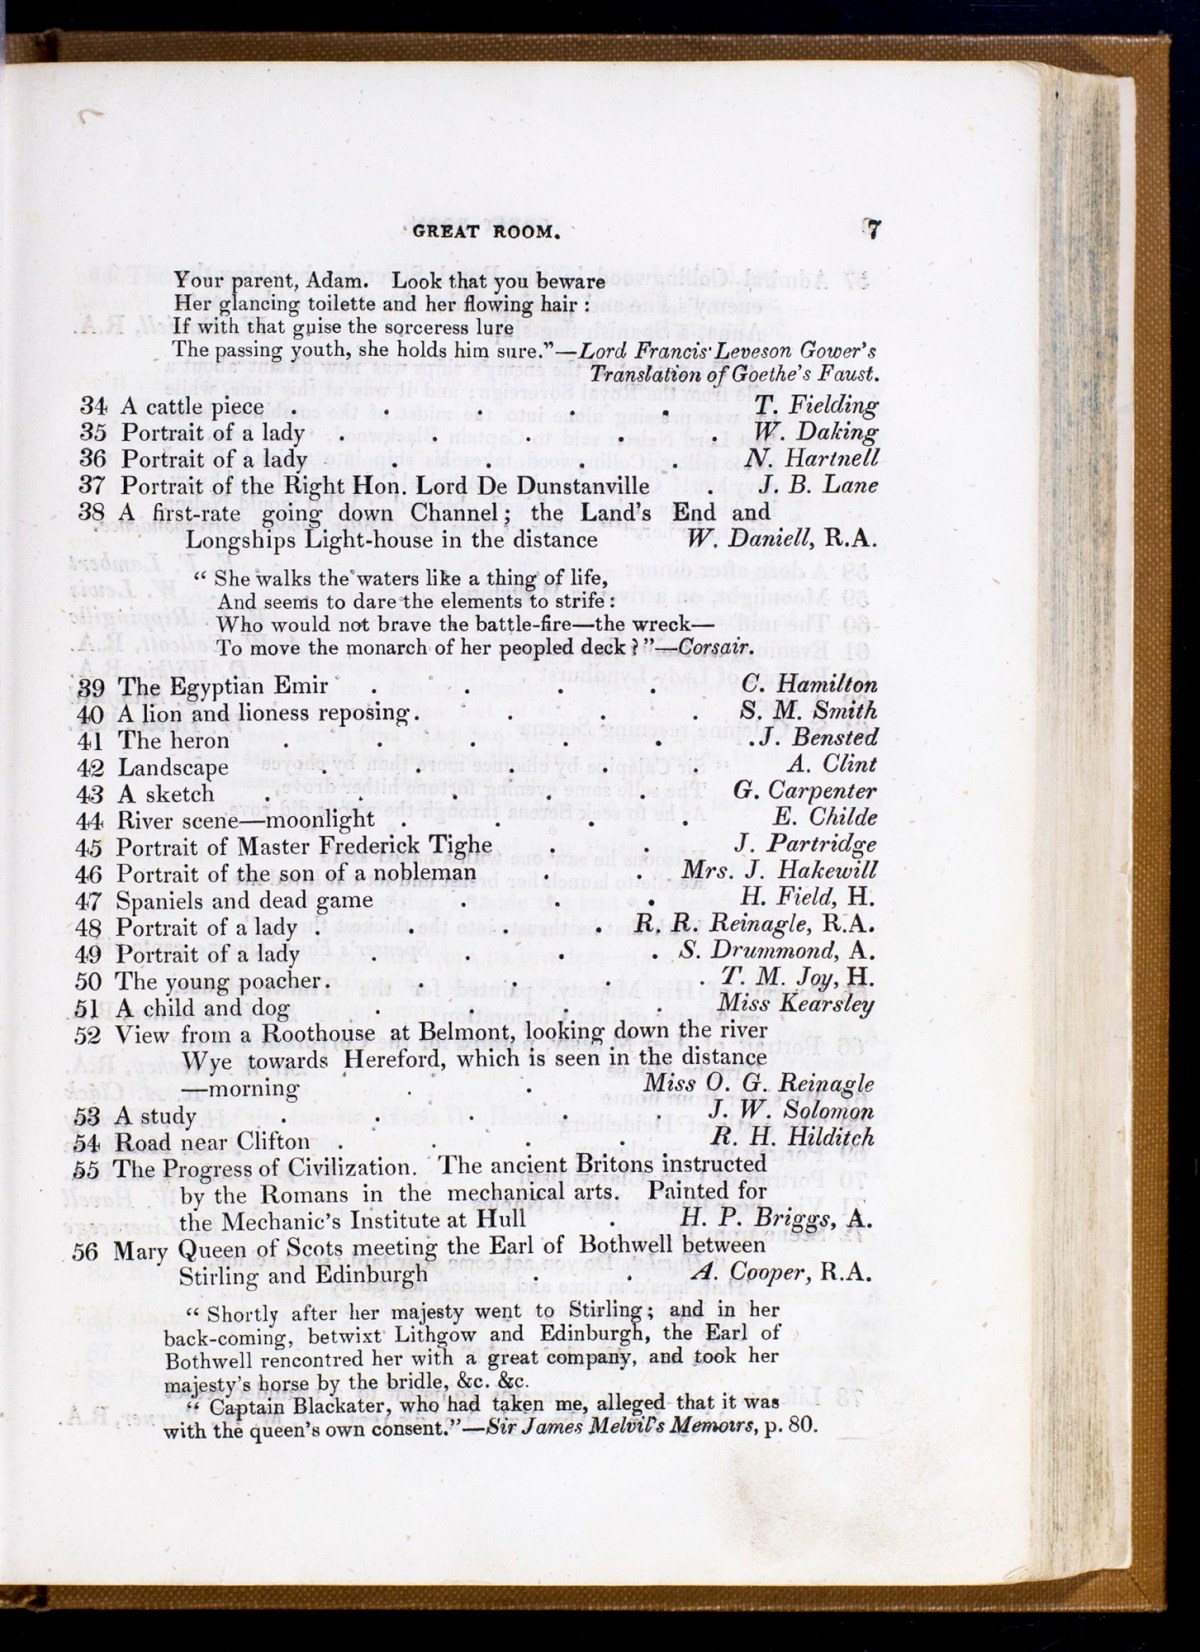 GREAT ROOM. 7
Your parent, Adam. Look that you beware
Her glancing toilette and her flowing hair :
If with that guise the sorceress lure
The passing youth, she holds him sure.”—Lord Francis Leveson Gower's
Translation of Goethe's Faust.
34 A cattle piece . . . . . T. Fielding
35 Portrait of a lady . . . . . W. Daking
36 Portrait of a lady . . . . N. Hartnell
37 Portrait of the Right Hon. Lord De Dunstanville . J. B. Lane
38 A first-rate going down Channel; the Land's End and
Longships Light-house in the distance W. Daniell, R.A.
“ She walks the waters like a thing of life,
And seems to dare the elements to strife :
Who would not brave the battle-fire—the wreck—
To move the monarch of her peopled deck ?”—Corsair.
39 The Egyptian Emir . . . . C. Hamilton
40 A lion and lioness reposing . . . . S. M. Smith
41 The heron . . . . . . J. Bensted
42 Landscape . . . . . A. Clint
43 A sketch . . . . . G. Carpenter
44 River scene—moonlight . . . . E. Childe
45 Portrait of Master Frederick Tighe . . J. Partridge
46 Portrait of the son of a nobleman . . Mrs. J. Hakewill
47 Spaniels and dead game . . . H. Field, H.
48 Portrait of a lady . . . . R. R. Reinagle, R.A.
49 Portrait of a lady . . . . S. Drummond, A.
50 The young poacher . . . . . T. M. Joy, H.
51 A child and dog . . . Miss Kearsley
52 View from a Roothouse at Belmont, looking down the river
Wye towards Hereford, which is seen in the distance
—morning . . Miss O. G. Reinagle
53 A study . . . . . J. W. Solomon
54 Road near Clifton . . . . R. H. Hilditch
55 The Progress of Civilization. The ancient Britons instructed
by the Romans in the mechanical arts. Painted for
the Mechanic's Institute at Hull . H. P. Briggs, A.
56 Mary Queen of Scots meeting the Earl of Bothwell between
Stirling and Edinburgh . . A. Cooper, R.A.
“ Shortly after her majesty went to Stirling; and in her
back-coming, betwixt Lithgow and Edinburgh, the Earl of
Bothwell rencontred her with a great company, and took her
majesty's horse by the bridle, &c. &c.
“ Captain Blackater, who had taken me, alleged that it was
with the queen's own consent.”—Sir James Melvil's Memoirs, p. 80.